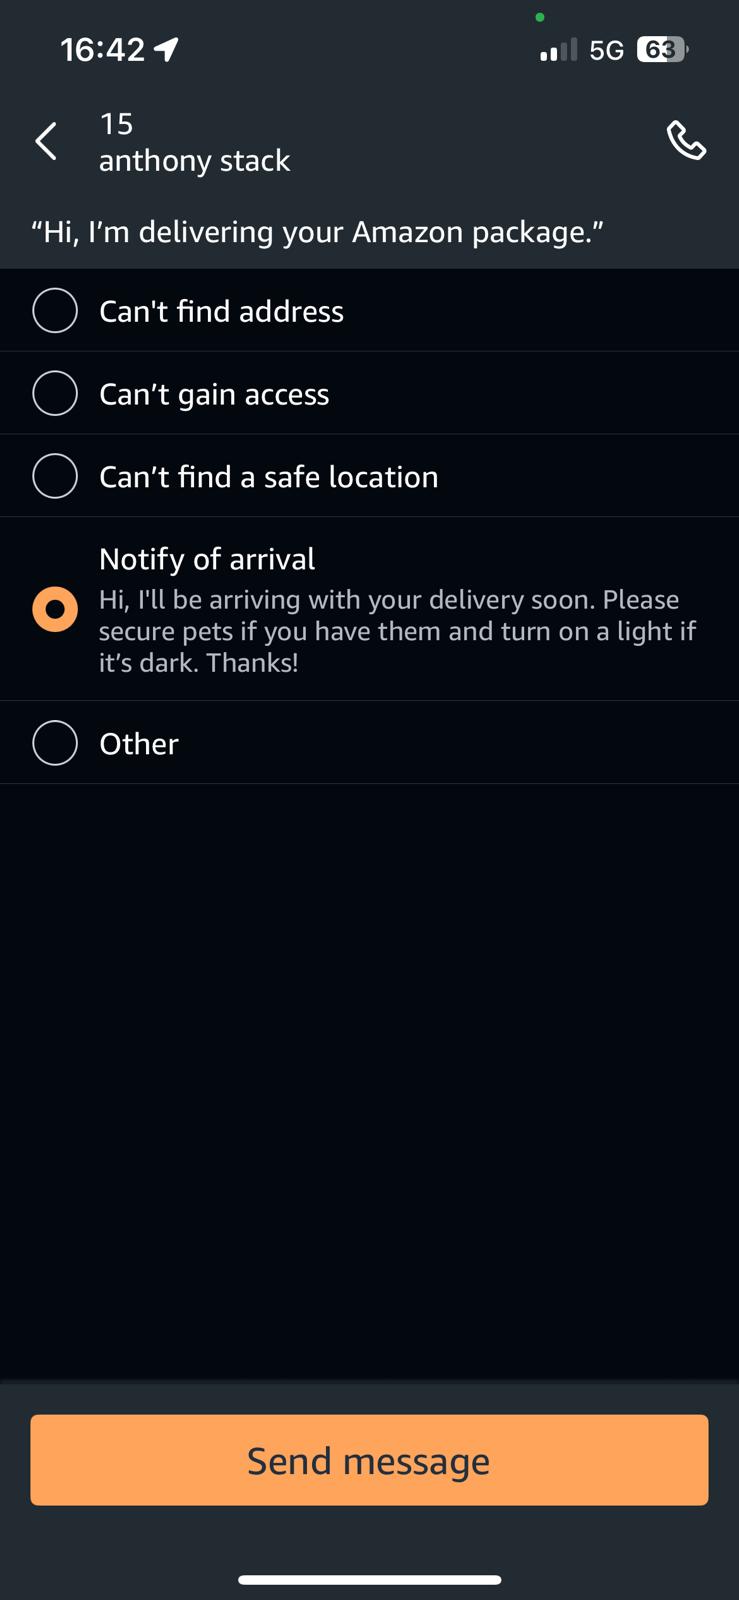 16:42
5G 63
15
anthony stack
“Hi, I’m delivering your Amazon package.”
Can't find address
Can’t gain access
Can’t find a safe location
Notify of arrival
Hi, I'll be arriving with your delivery soon. Please
secure pets if you have them and turn on a light if
it’s dark. Thanks!
Other
Send message